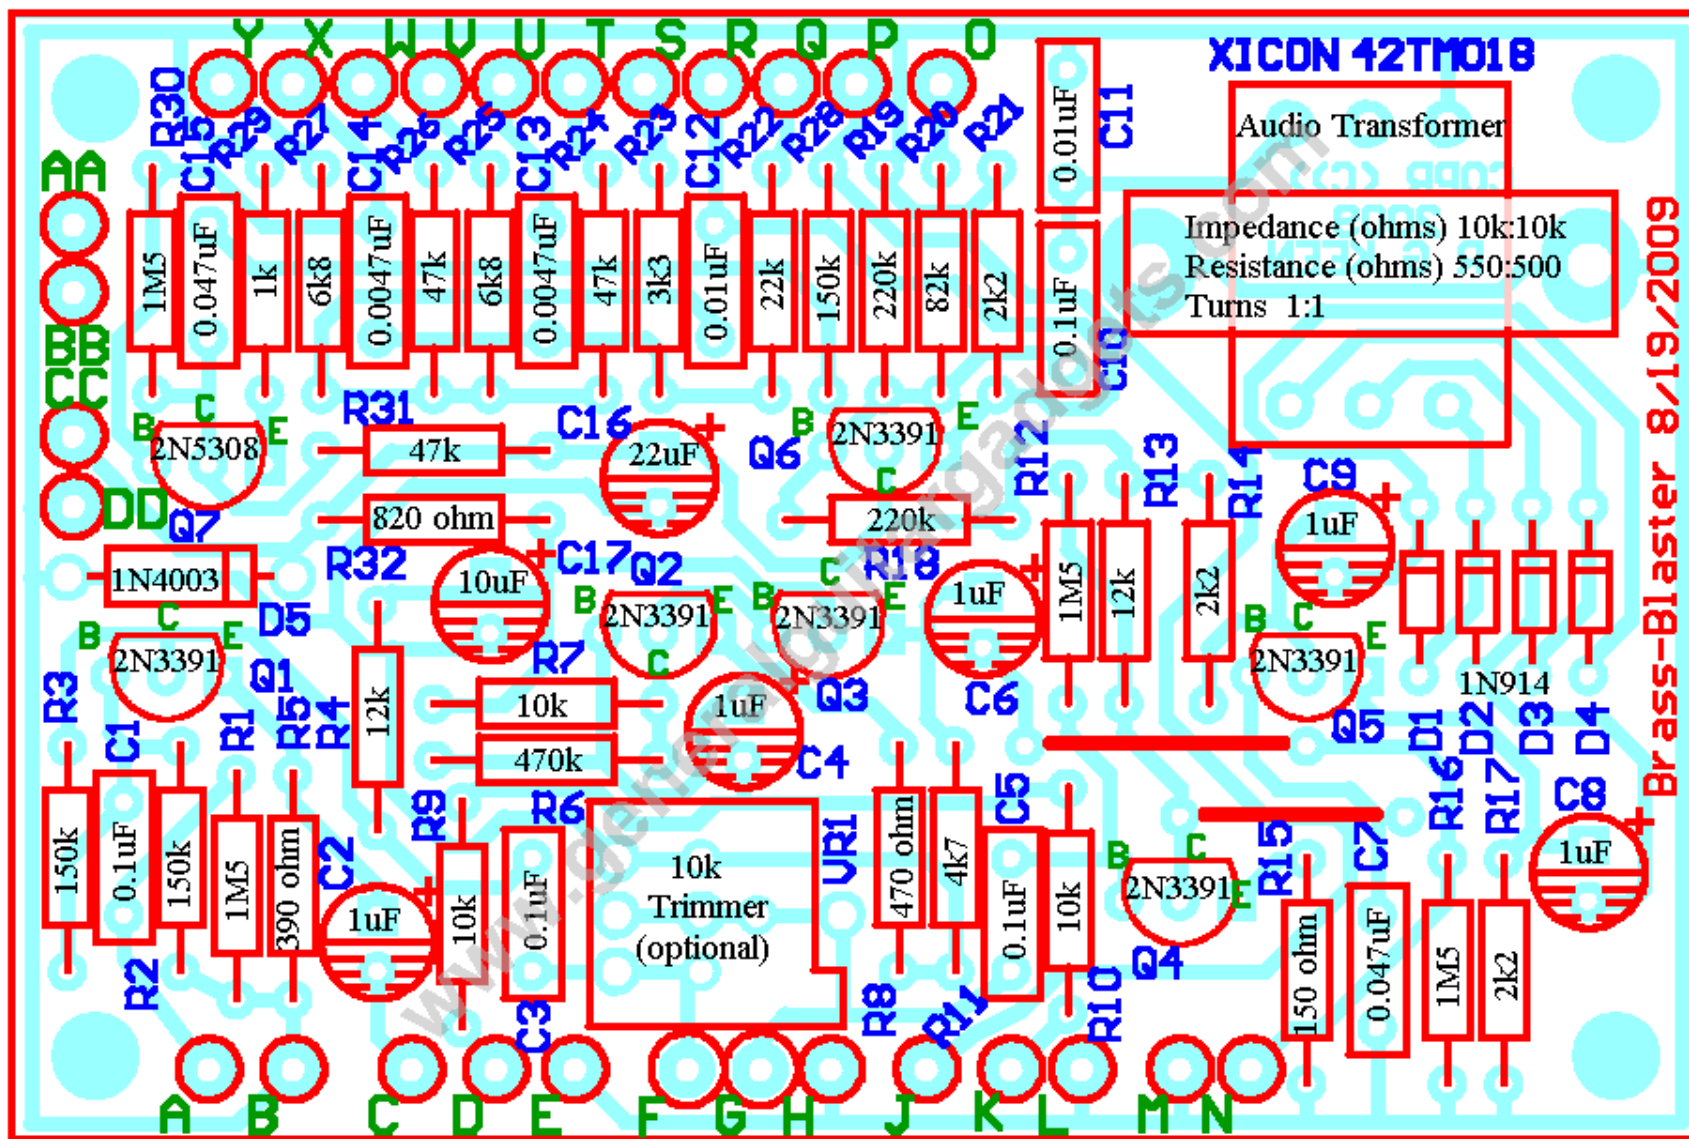 Y X W V U T S R Q P O
XICON 42TM018
R30 C15 R29 R27 C14 R26 R25 C13 R24 R23 C12 R22 R28 R19 R20 R21 0.01uF C11
Audio Transformer
AA
1M5 0.0047uF 1k 6k8 0.0047uF 47k 6k8 0.0047uF 47k 3k3 0.01uF 22k 150k 220k 82k 2k2 0.1uF C10
Impedance (ohms) 10k:10k
Resistance (ohms) 550:500
Turns 1:1
BB
CC
B C E
2N5308
Q7
R31
47k
C16
22uF
+
Q6
B E
2N3391
C
R12 R13 R14
C9
1uF
+
DD
820 ohm
R32
220k
R18
1N4003
D5
10uF
+
C17
Q2
B E
2N3391
C
C
B E
2N3391
Q3
1uF
+
C6
1M5 12k 2k2
B C E
2N3391
Q5
1N914
D1 D2 D3 D4
B C E
2N3391
Q1
R3 C1 R1 R5 R4
12k
R7
10k
470k
R6
1uF
+
C4
R9
150k 0.1uF 150k 1M5 390 ohm
R2
C2
1uF
+
10k 0.1uF
C3
10k
Trimmer
(optional)
VR1
470 ohm 4k7
R8 R11
C5
0.1uF 10k
R10
B C E
2N3391
Q4
R15 C7 R16 R17
150 ohm 0.047uF 1M5 2k2
C8
1uF
+
A B C D E F G H J K L M N
Brass-Blaster 8/19/2009
www.generalguitargadgets.com